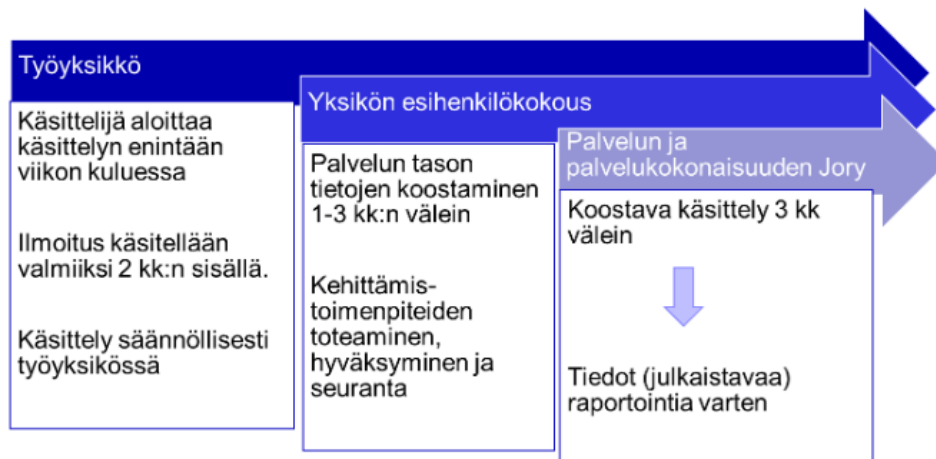 Työyksikkö
Käsittelijä aloittaa
käsittelyn enintään
viikon kuluessa
Ilmoitus käsitellään
valmiiksi 2 kk:n sisällä.
Käsittely säännöllisesti
työyksikössä
Yksikön esihenkilökokous
Palvelun tason
tietojen koostaminen
1-3 kk:n välein
Kehittämis-
toimenpiteiden
toteaminen,
hyväksyminen ja
seuranta
Palvelun ja
palvelukokonaisuuden Jory
Koostava käsittely 3 kk
välein
Tiedot (julkaistavaa)
raportointia varten